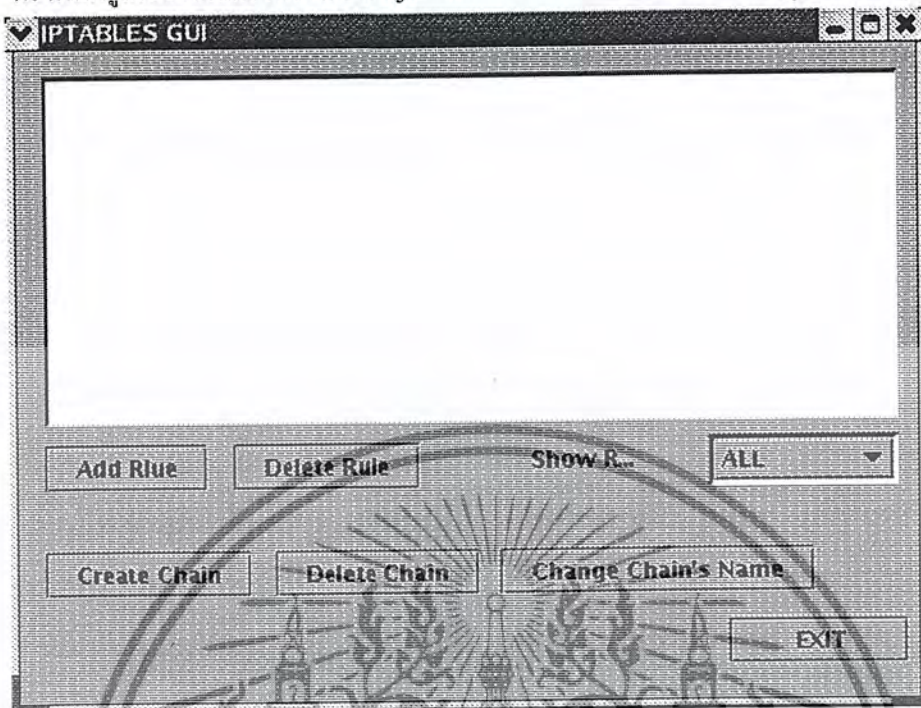 IPTABLES GUI
Add Rlue Delete Rule Show R... ALL
Create Chain Delete Chain Change Chain's Name
EXIT